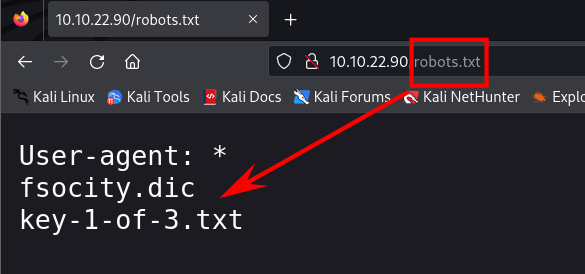 10.10.22.90/robots.txt
10.10.22.90/robots.txt
Kali Linux Kali Tools Kali Docs Kali Forums Kali NetHunter Explo
User-agent: *
fsocity.dic
key-1-of-3.txt